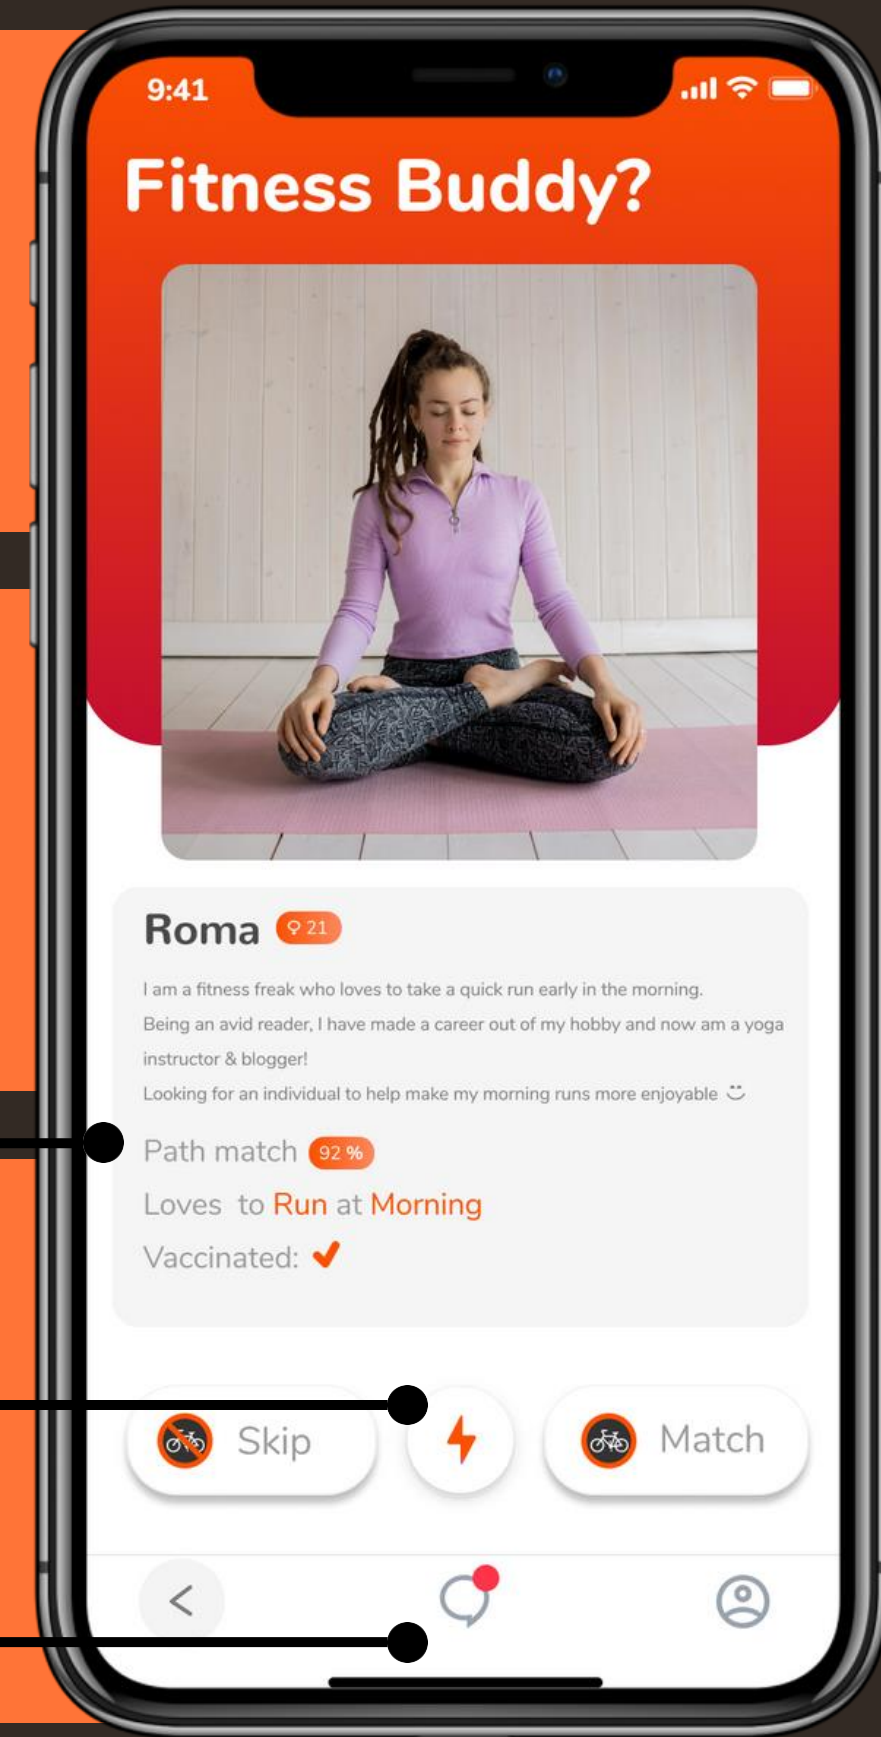 9:41
Fitness Buddy?
Roma 21
I am a fitness freak who loves to take a quick run early in the morning.
Being an avid reader, I have made a career out of my hobby and now am a yoga
instructor & blogger!
Looking for an individual to help make my morning runs more enjoyable
Path match 92 %
Loves to Run at Morning
Vaccinated:
Skip
Match